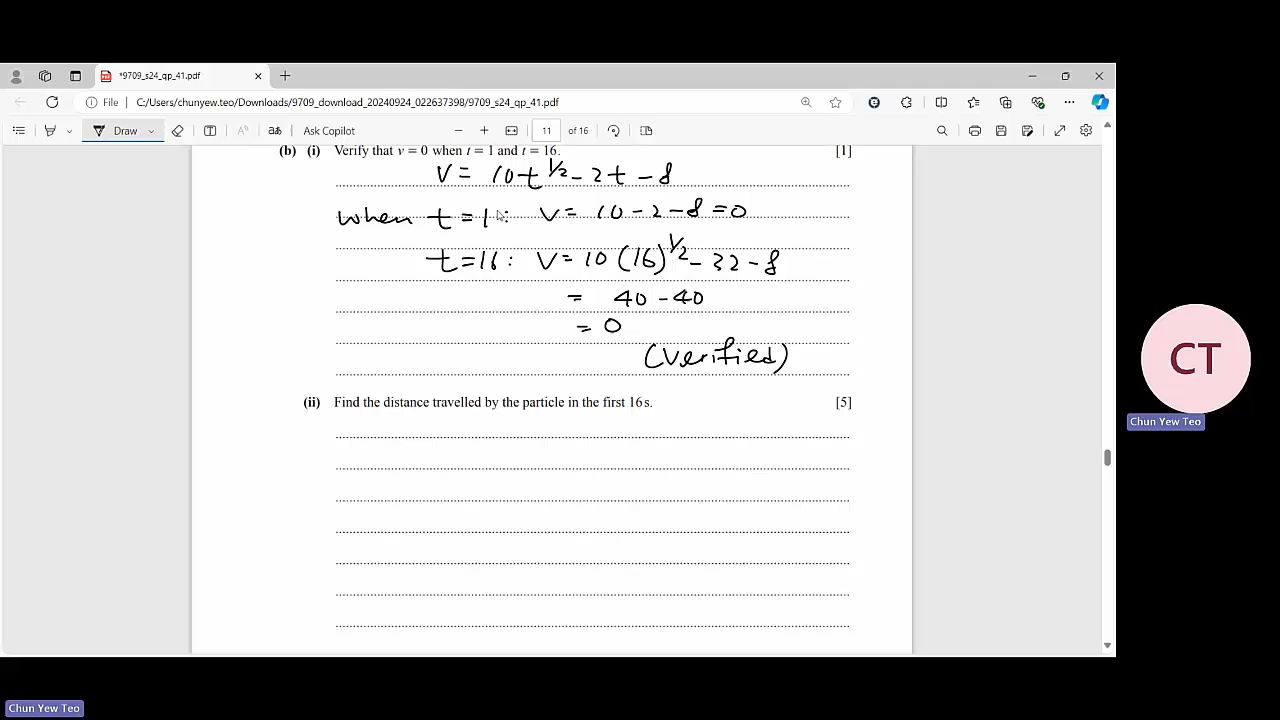 *9709_s24_qp_41.pdf
File C:/Users/chunyew.teo/Downloads/9709_download_20240924_022637398/9709_s24_qp_41.pdf
Draw Ask Copilot 11 of 16
(b) (i) Verify that v = 0 when t = 1 and t = 16. [1]
V = 10t^1/2 - 2t - 8
When t = 1 : V = 10 - 2 - 8 = 0
t = 16 : V = 10 (16)^1/2 - 32 - 8
= 40 - 40
= 0
(Verified)
(ii) Find the distance travelled by the particle in the first 16 s. [5]
CT
Chun Yew Teo
Chun Yew Teo